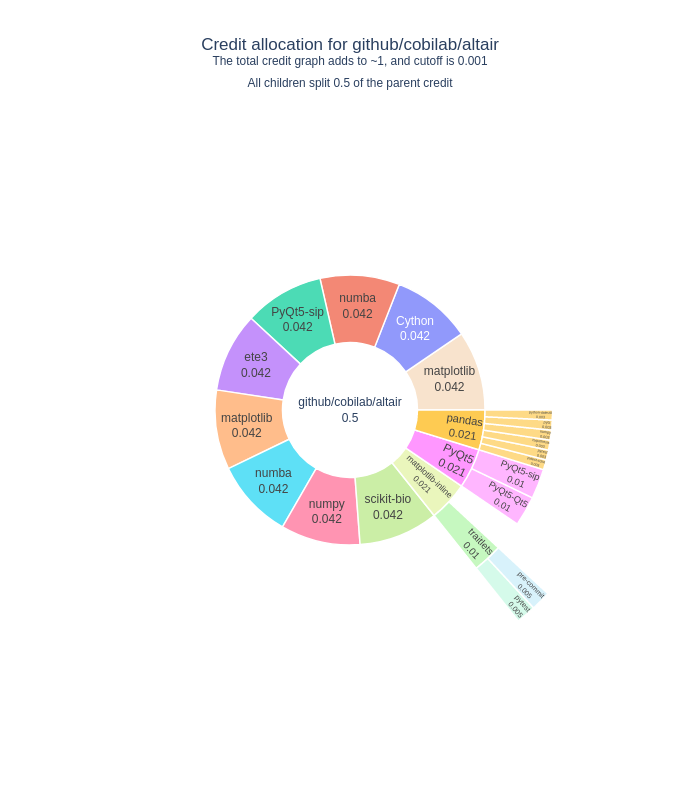 Credit allocation for github/cobilab/altair
The total credit graph adds to ~1, and cutoff is 0.001
All children split 0.5 of the parent credit
github/cobilab/altair
0.5
matplotlib
0.042
Cython
0.042
numba
0.042
PyQt5-sip
0.042
ete3
0.042
matplotlib
0.042
numba
0.042
numpy
0.042
scikit-bio
0.042
matplotlib-inline
0.021
PyQt5
0.021
pandas
0.021
PyQt5-sip
0.01
PyQt5-Qt5
0.01
traitlets
0.01
pre-commit
0.005
pytest
0.005